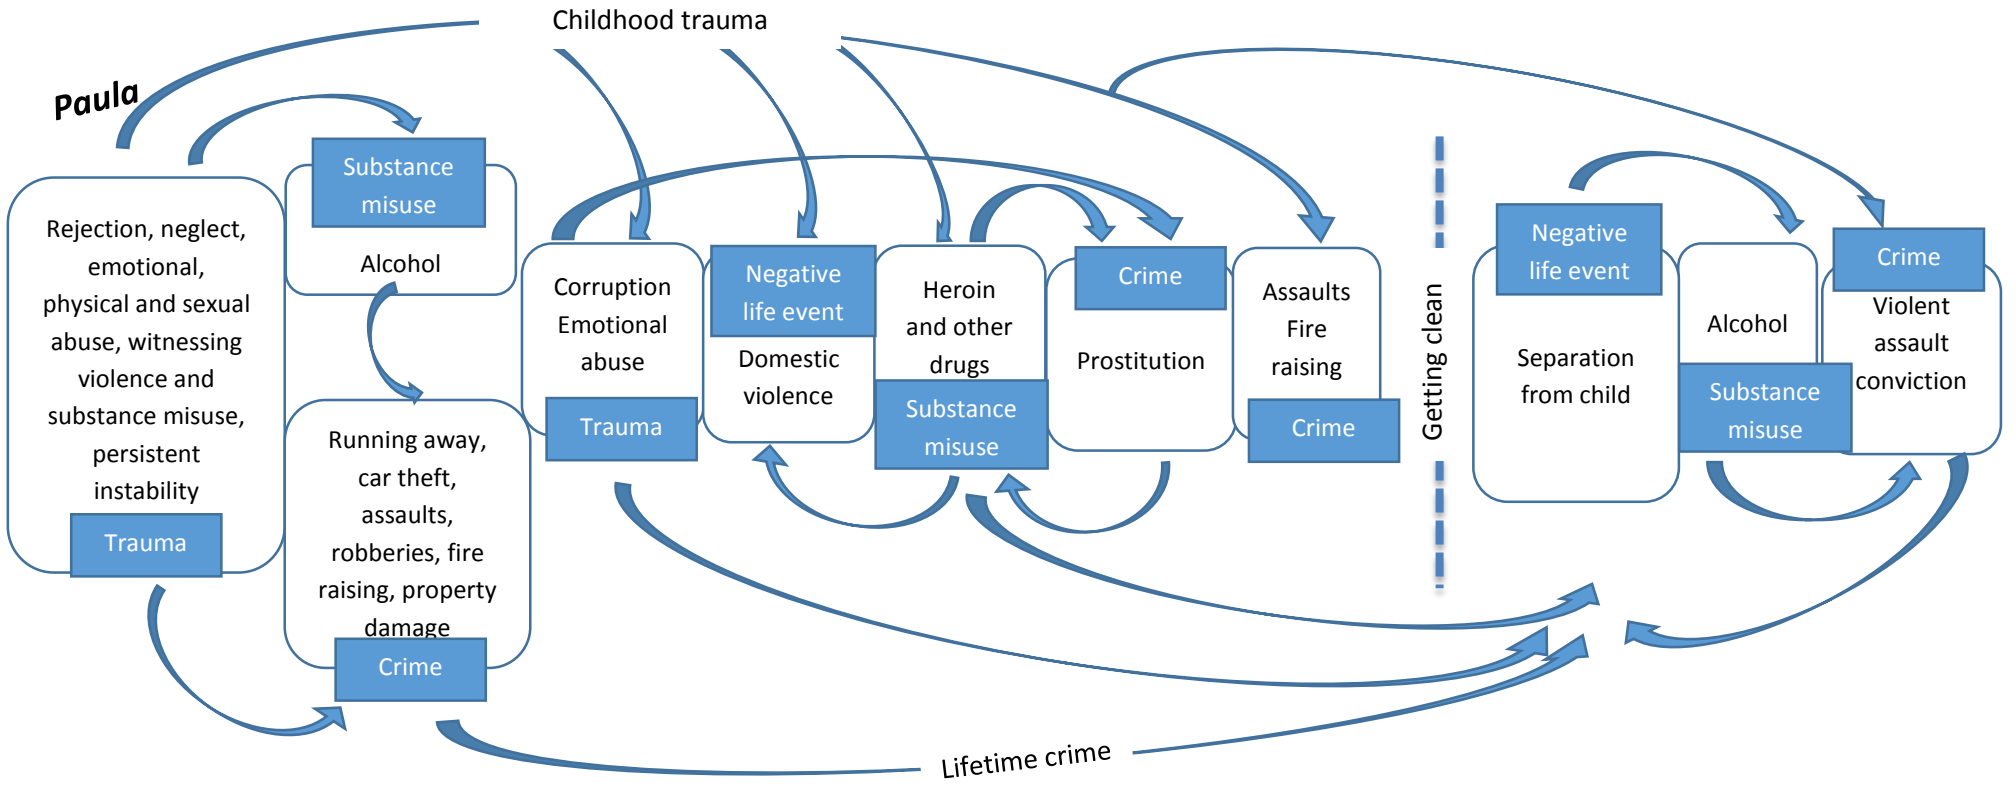 Childhood trauma
Paula
Rejection, neglect,
emotional,
physical and sexual
abuse, witnessing
violence and
substance misuse,
persistent
instability
Trauma
Substance
misuse
Alcohol
Running away,
car theft,
assaults,
robberies, fire
raising, property
damage
Crime
Corruption
Emotional
abuse
Trauma
Negative
life event
Domestic
violence
Heroin
and other
drugs
Substance
misuse
Crime
Prostitution
Assaults
Fire
raising
Crime
Getting clean
Negative
life event
Separation
from child
Alcohol
Substance
misuse
Crime
Violent
assault
conviction
Lifetime crime